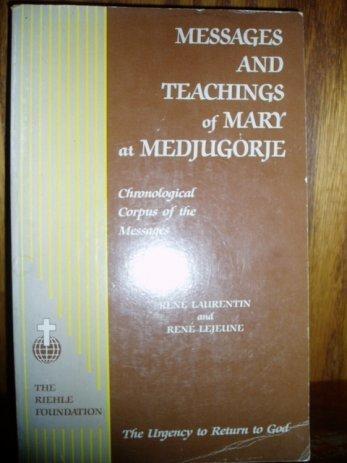 MESSAGES
AND
TEACHINGS
of MARY
at MEDJUGORJE
Chronological
Corpus of the
Messages
RENÉ LAURENTIN
and
RENÉ LEJEUNE
THE
RIEHLE
FOUNDATION
The Urgency to Return to God